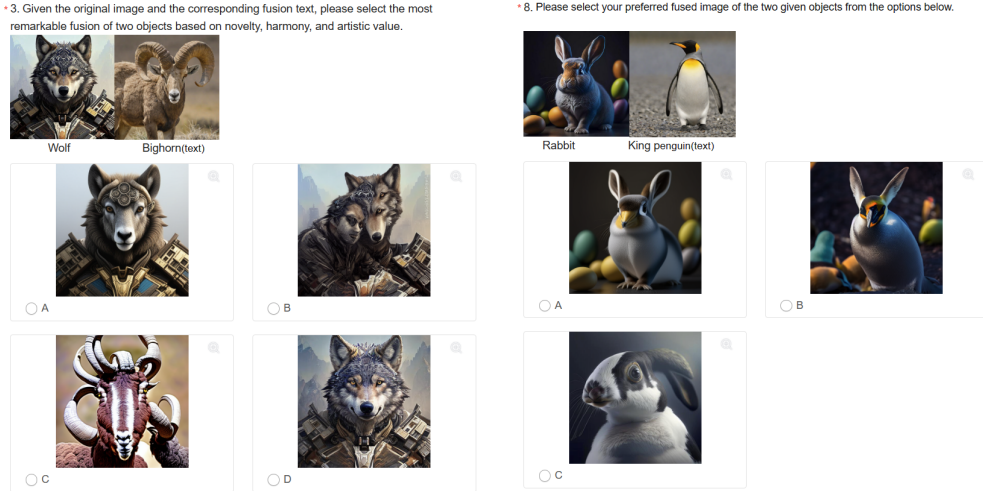 * 3. Given the original image and the corresponding fusion text, please select the most
remarkable fusion of two objects based on novelty, harmony, and artistic value.
Wolf
Bighorn(text)
A
B
C
D
* 8. Please select your preferred fused image of the two given objects from the options below.
Rabbit
King penguin(text)
A
B
C